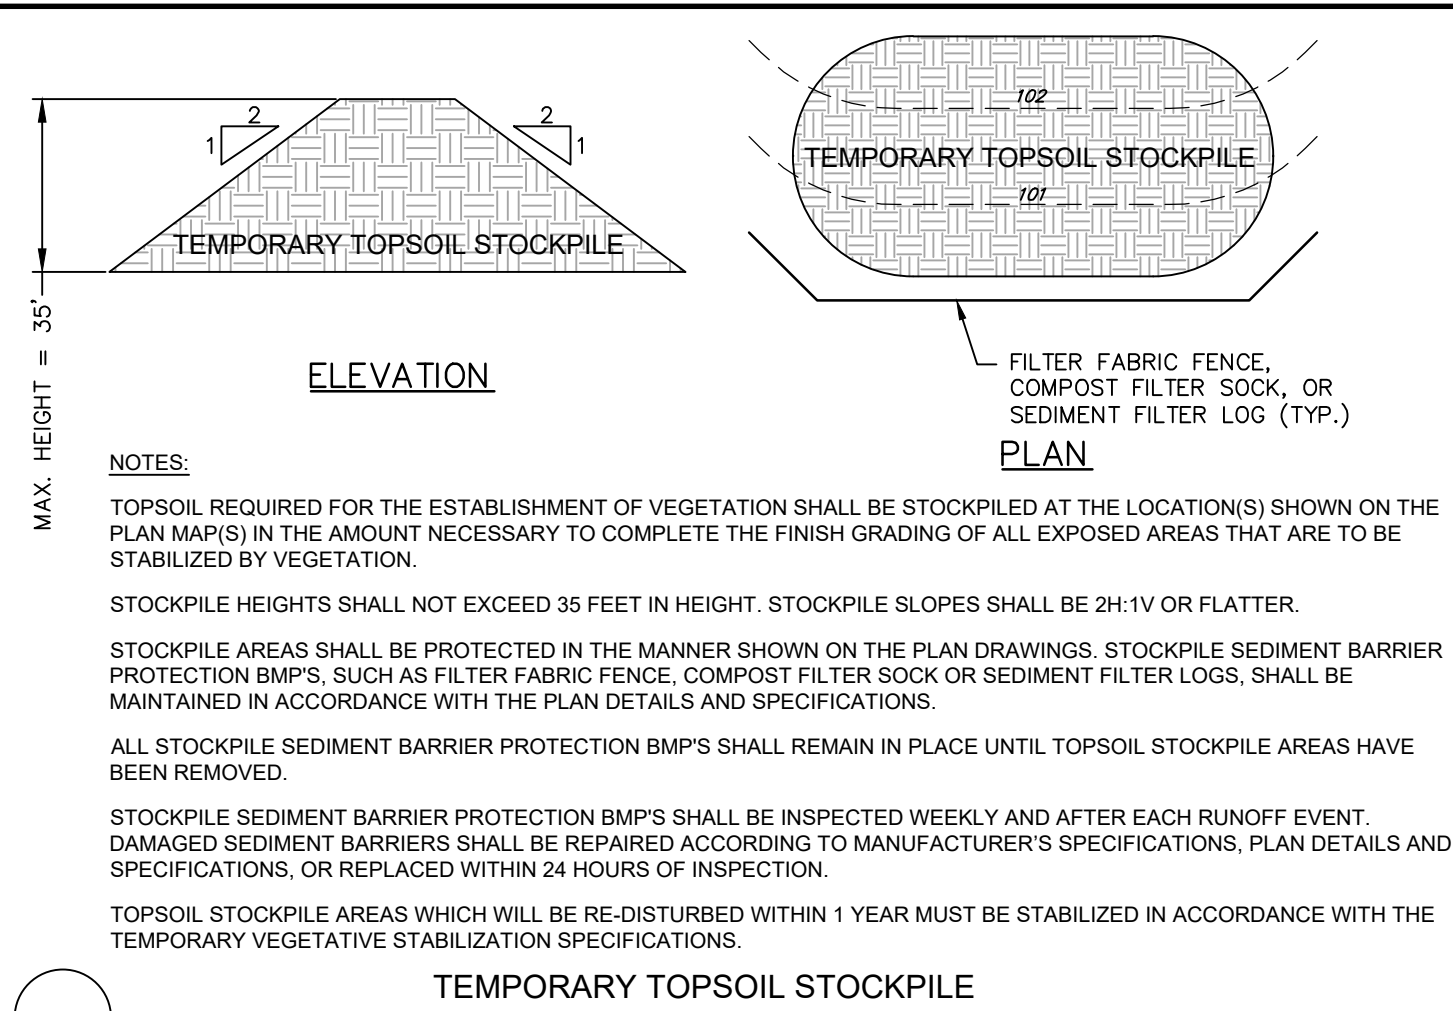 2
1
2
1
TEMPORARY TOPSOIL STOCKPILE
MAX. HEIGHT = 35'
ELEVATION
102
TEMPORARY TOPSOIL STOCKPILE
101
FILTER FABRIC FENCE,
COMPOST FILTER SOCK, OR
SEDIMENT FILTER LOG (TYP.)
PLAN
NOTES:
TOPSOIL REQUIRED FOR THE ESTABLISHMENT OF VEGETATION SHALL BE STOCKPILED AT THE LOCATION(S) SHOWN ON THE
PLAN MAP(S) IN THE AMOUNT NECESSARY TO COMPLETE THE FINISH GRADING OF ALL EXPOSED AREAS THAT ARE TO BE
STABILIZED BY VEGETATION.
STOCKPILE HEIGHTS SHALL NOT EXCEED 35 FEET IN HEIGHT. STOCKPILE SLOPES SHALL BE 2H:1V OR FLATTER.
STOCKPILE AREAS SHALL BE PROTECTED IN THE MANNER SHOWN ON THE PLAN DRAWINGS. STOCKPILE SEDIMENT BARRIER
PROTECTION BMP'S, SUCH AS FILTER FABRIC FENCE, COMPOST FILTER SOCK OR SEDIMENT FILTER LOGS, SHALL BE
MAINTAINED IN ACCORDANCE WITH THE PLAN DETAILS AND SPECIFICATIONS.
ALL STOCKPILE SEDIMENT BARRIER PROTECTION BMP'S SHALL REMAIN IN PLACE UNTIL TOPSOIL STOCKPILE AREAS HAVE
BEEN REMOVED.
STOCKPILE SEDIMENT BARRIER PROTECTION BMP'S SHALL BE INSPECTED WEEKLY AND AFTER EACH RUNOFF EVENT.
DAMAGED SEDIMENT BARRIERS SHALL BE REPAIRED ACCORDING TO MANUFACTURER’S SPECIFICATIONS, PLAN DETAILS AND
SPECIFICATIONS, OR REPLACED WITHIN 24 HOURS OF INSPECTION.
TOPSOIL STOCKPILE AREAS WHICH WILL BE RE-DISTURBED WITHIN 1 YEAR MUST BE STABILIZED IN ACCORDANCE WITH THE
TEMPORARY VEGETATIVE STABILIZATION SPECIFICATIONS.
TEMPORARY TOPSOIL STOCKPILE